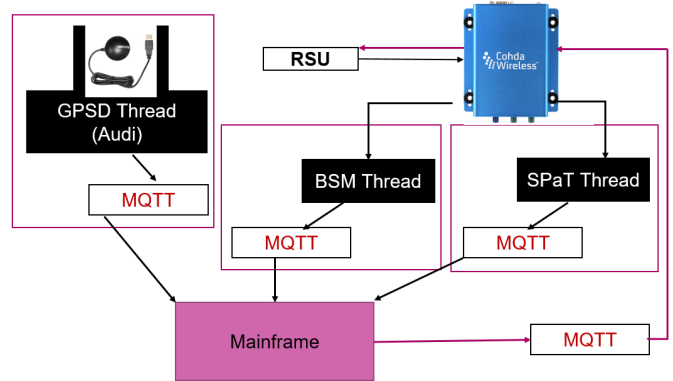 RSU
Cohda
Wireless
GPSD Thread
(Audi)
MQTT
BSM Thread
MQTT
SPaT Thread
MQTT
Mainframe
MQTT